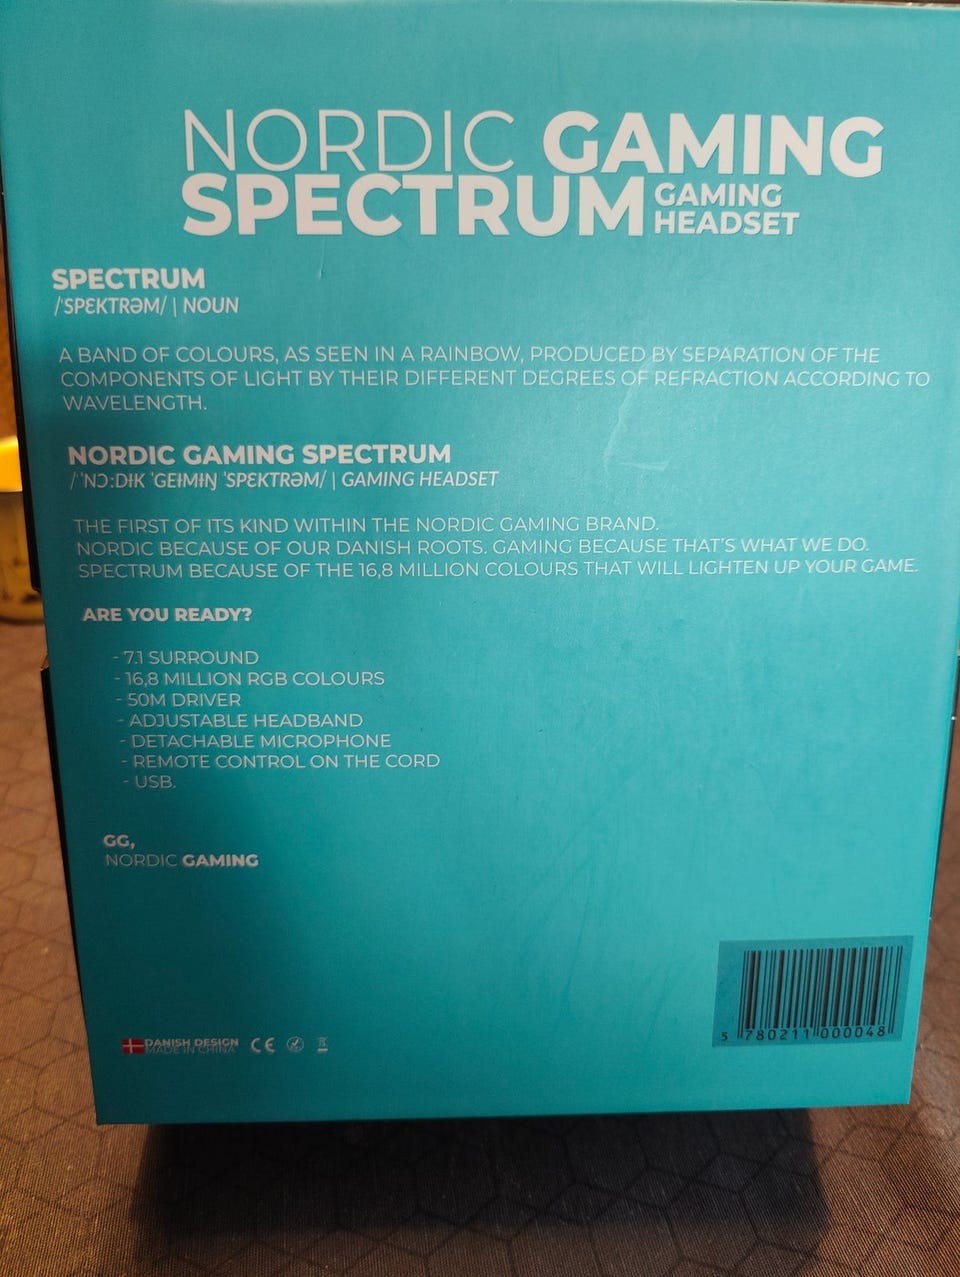 NORDIC GAMING
SPECTRUM GAMING HEADSET
SPECTRUM
/ˈSPɛKTRəM/ | NOUN
A BAND OF COLOURS, AS SEEN IN A RAINBOW, PRODUCED BY SEPARATION OF THE
COMPONENTS OF LIGHT BY THEIR DIFFERENT DEGREES OF REFRACTION ACCORDING TO
WAVELENGTH.
NORDIC GAMING SPECTRUM
/ˈNɔːDɨK ˈGEɨMɨŊ ˈSPɛKTRəM/ | GAMING HEADSET
THE FIRST OF ITS KIND WITHIN THE NORDIC GAMING BRAND.
NORDIC BECAUSE OF OUR DANISH ROOTS. GAMING BECAUSE THAT'S WHAT WE DO.
SPECTRUM BECAUSE OF THE 16,8 MILLION COLOURS THAT WILL LIGHTEN UP YOUR GAME.
ARE YOU READY?
- 7.1 SURROUND
- 16,8 MILLION RGB COLOURS
- 50M DRIVER
- ADJUSTABLE HEADBAND
- DETACHABLE MICROPHONE
- REMOTE CONTROL ON THE CORD
- USB.
GG,
NORDIC GAMING
DANISH DESIGN
MADE IN CHINA
CE
5 780211 000048